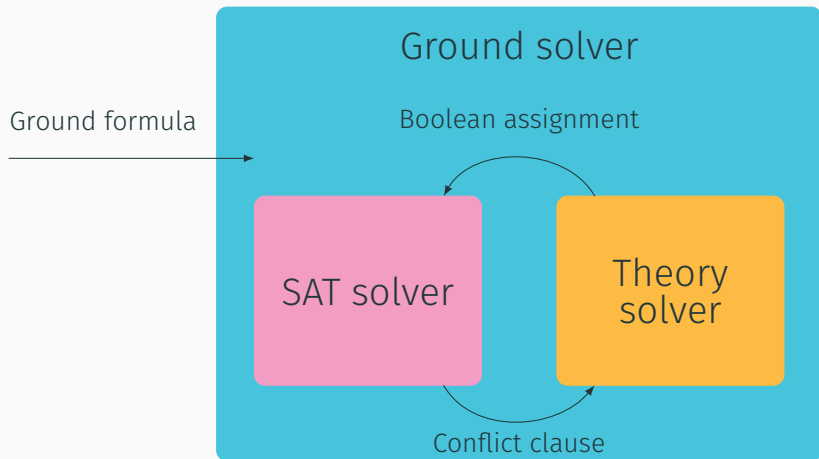 Ground solver
Ground formula
Boolean assignment
SAT solver
Theory
solver
Conflict clause